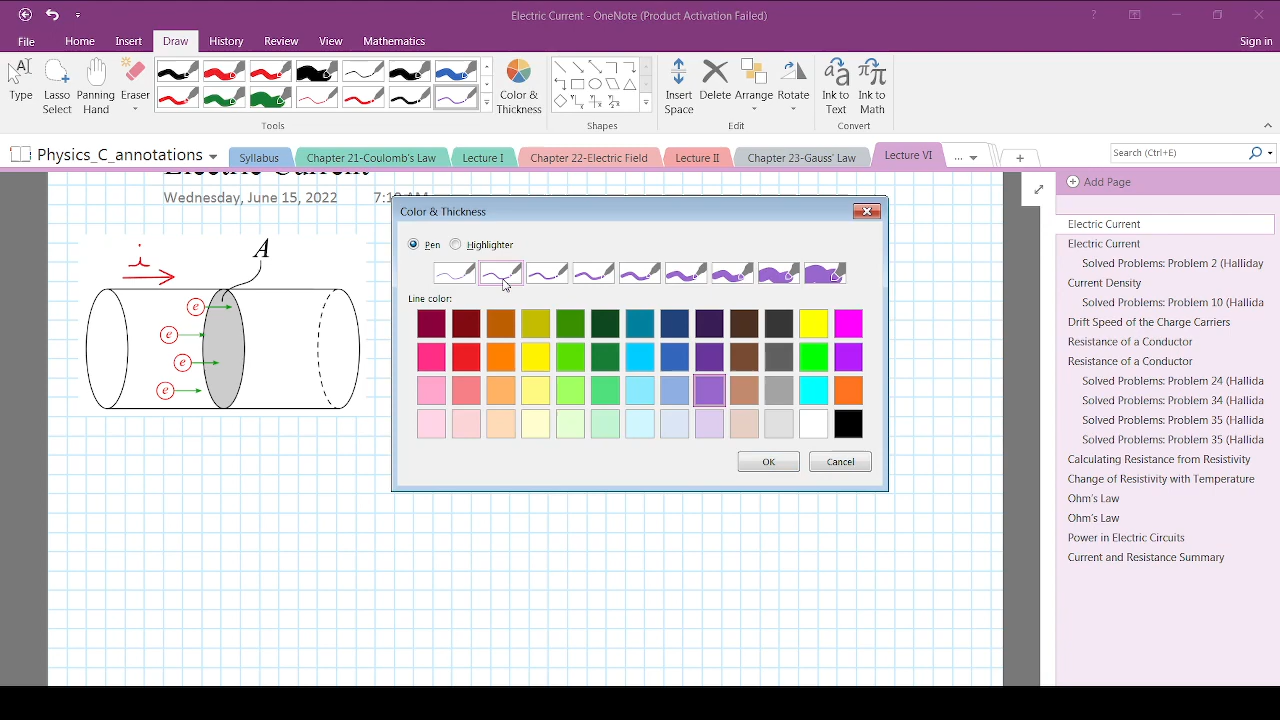 Electric Current - OneNote (Product Activation Failed)
?
File Home Insert Draw History Review View Mathematics
Sign in
Type
Lasso Select
Panning Hand
Eraser
Color & Thickness
Insert Space
Delete
Arrange
Rotate
Ink to Text
Ink to Math
Tools
Shapes
Edit
Convert
Physics_C_annotations
Syllabus
Chapter 21-Coulomb's Law
Lecture I
Chapter 22-Electric Field
Lecture II
Chapter 23-Gauss' Law
Lecture VI
...
Search (Ctrl+E)
Electric Current
Wednesday, June 15, 2022
i
A
e
e
e
e
Color & Thickness
Pen
Highlighter
Line color:
OK
Cancel
Add Page
Electric Current
Electric Current
Solved Problems: Problem 2 (Halliday
Current Density
Solved Problems: Problem 10 (Hallida
Drift Speed of the Charge Carriers
Resistance of a Conductor
Resistance of a Conductor
Solved Problems: Problem 24 (Hallida
Solved Problems: Problem 34 (Hallida
Solved Problems: Problem 35 (Hallida
Solved Problems: Problem 35 (Hallida
Calculating Resistance from Resistivity
Change of Resistivity with Temperature
Ohm's Law
Ohm's Law
Power in Electric Circuits
Current and Resistance Summary